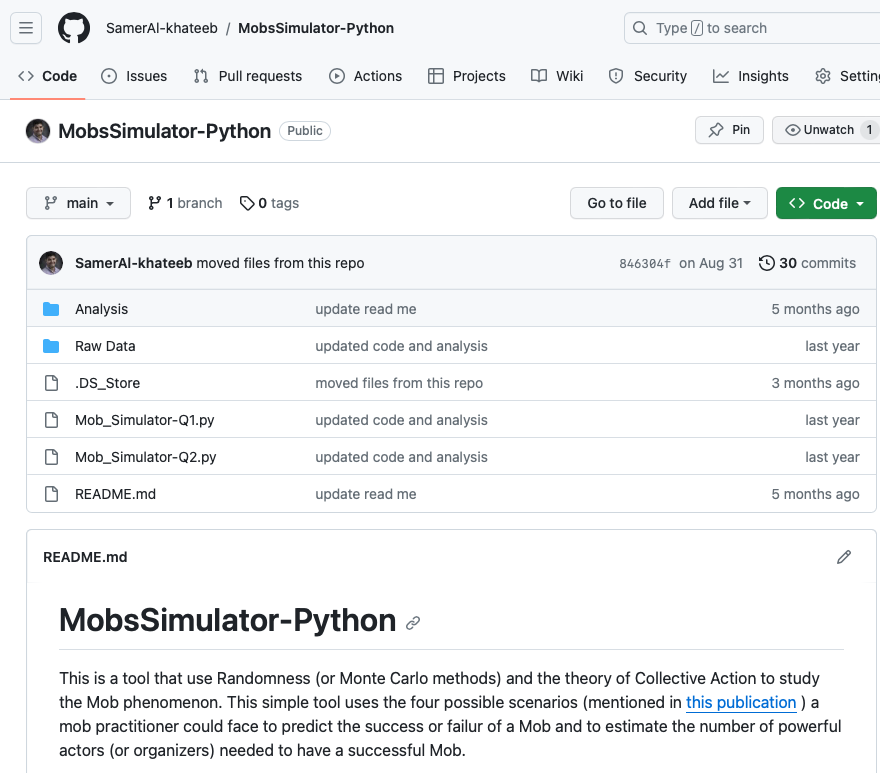 SamerAl-khateeb / MobsSimulator-Python
Type / to search
Code Issues Pull requests Actions Projects Wiki Security Insights Settin
MobsSimulator-Python Public
Pin Unwatch 1
main 1 branch 0 tags Go to file Add file Code
SamerAl-khateeb moved files from this repo 846304f on Aug 31 30 commits
Analysis update read me 5 months ago
Raw Data updated code and analysis last year
.DS_Store moved files from this repo 3 months ago
Mob_Simulator-Q1.py updated code and analysis last year
Mob_Simulator-Q2.py updated code and analysis last year
README.md update read me 5 months ago
README.md
MobsSimulator-Python
This is a tool that use Randomness (or Monte Carlo methods) and the theory of Collective Action to study
the Mob phenomenon. This simple tool uses the four possible scenarios (mentioned in this publication ) a
mob practitioner could face to predict the success or failur of a Mob and to estimate the number of powerful
actors (or organizers) needed to have a successful Mob.